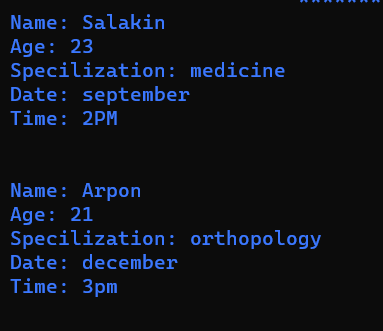 Name: Salakin
Age: 23
Specilization: medicine
Date: september
Time: 2PM
Name: Arpon
Age: 21
Specilization: orthopology
Date: december
Time: 3pm